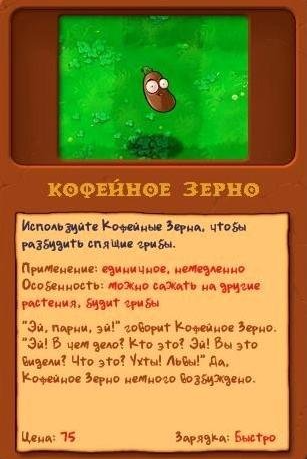 КОФЕЙНОЕ ЗЕРНО
Используйте Кофейные Зерна, чтобы
разбудить спящие грибы.
Применение: единичное, немедленно
Особенность: можно сажать на другие
растения, будит грибы
"Эй, парни, эй!" говорит Кофейное Зерно.
"Эй! В чем дело? Кто это? Эй! Вы это
видели? Что это? Ухты! Львы!" Да,
Кофейное Зерно немного возбуждено.
Цена: 75 Зарядка: Быстро